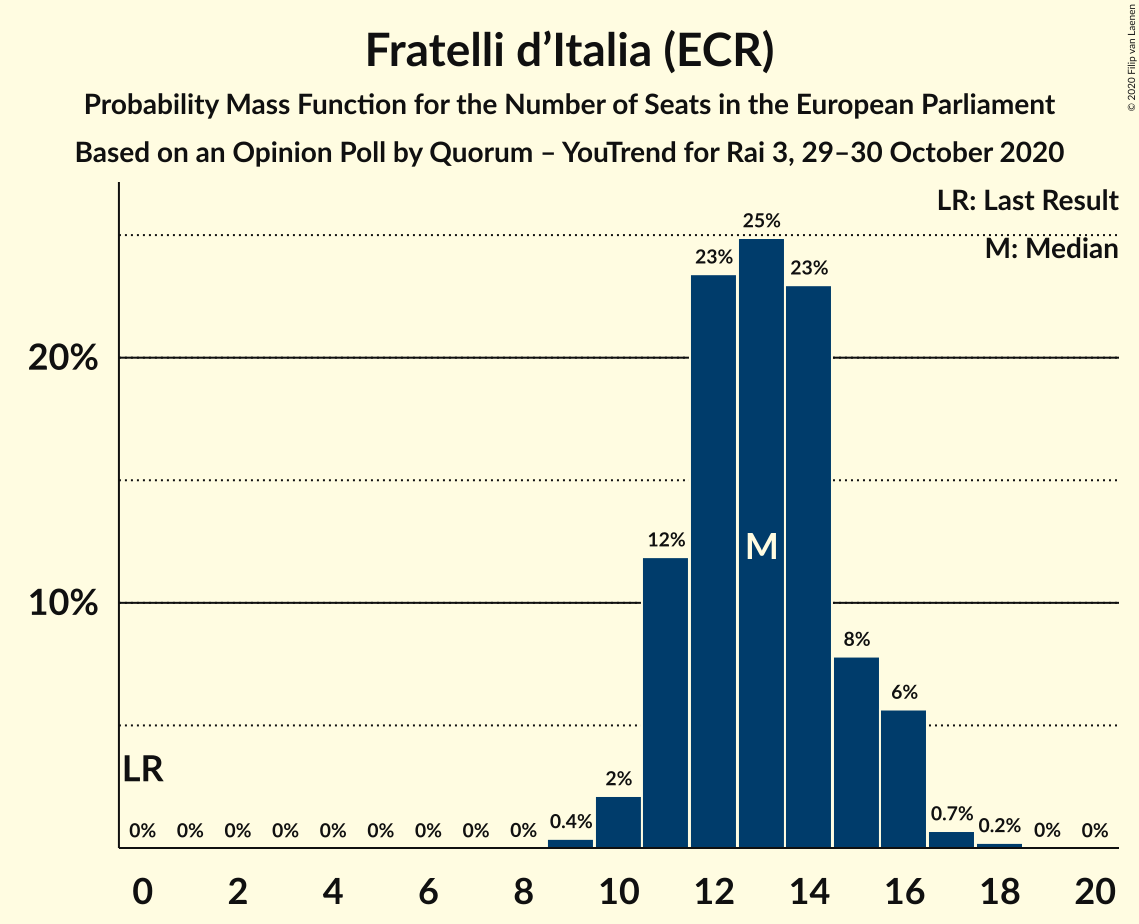 © 2020 Filip van Laenen
Fratelli d’Italia (ECR)
Probability Mass Function for the Number of Seats in the European Parliament
Based on an Opinion Poll by Quorum – YouTrend for Rai 3, 29–30 October 2020
LR: Last Result
M: Median
25%
23%
23%
20%
12%
M
10%
8%
6%
LR
2%
0% 0% 0% 0% 0% 0% 0% 0% 0% 0.4% 0.7% 0.2% 0% 0%
0 2 4 6 8 10 12 14 16 18 20